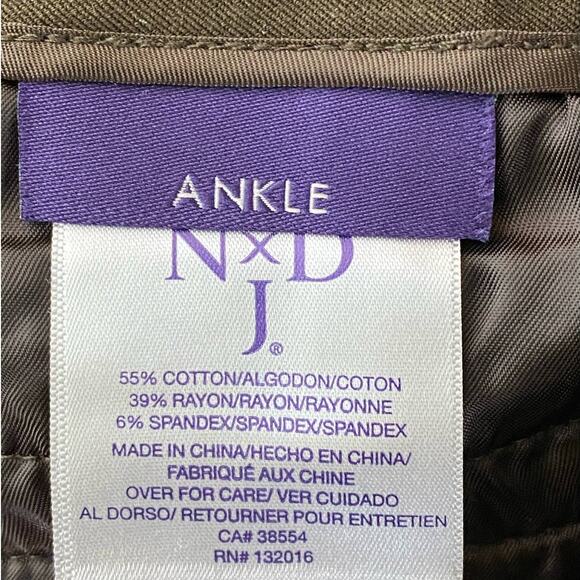 ANKLE
N×D
J®
55% COTTON/ALGODON/COTON
39% RAYON/RAYON/RAYONNE
6% SPANDEX/SPANDEX/SPANDEX
MADE IN CHINA/HECHO EN CHINA/
FABRIQUÉ AUX CHINE
OVER FOR CARE/ VER CUIDADO
AL DORSO/ RETOURNER POUR ENTRETIEN
CA# 38554
RN# 132016